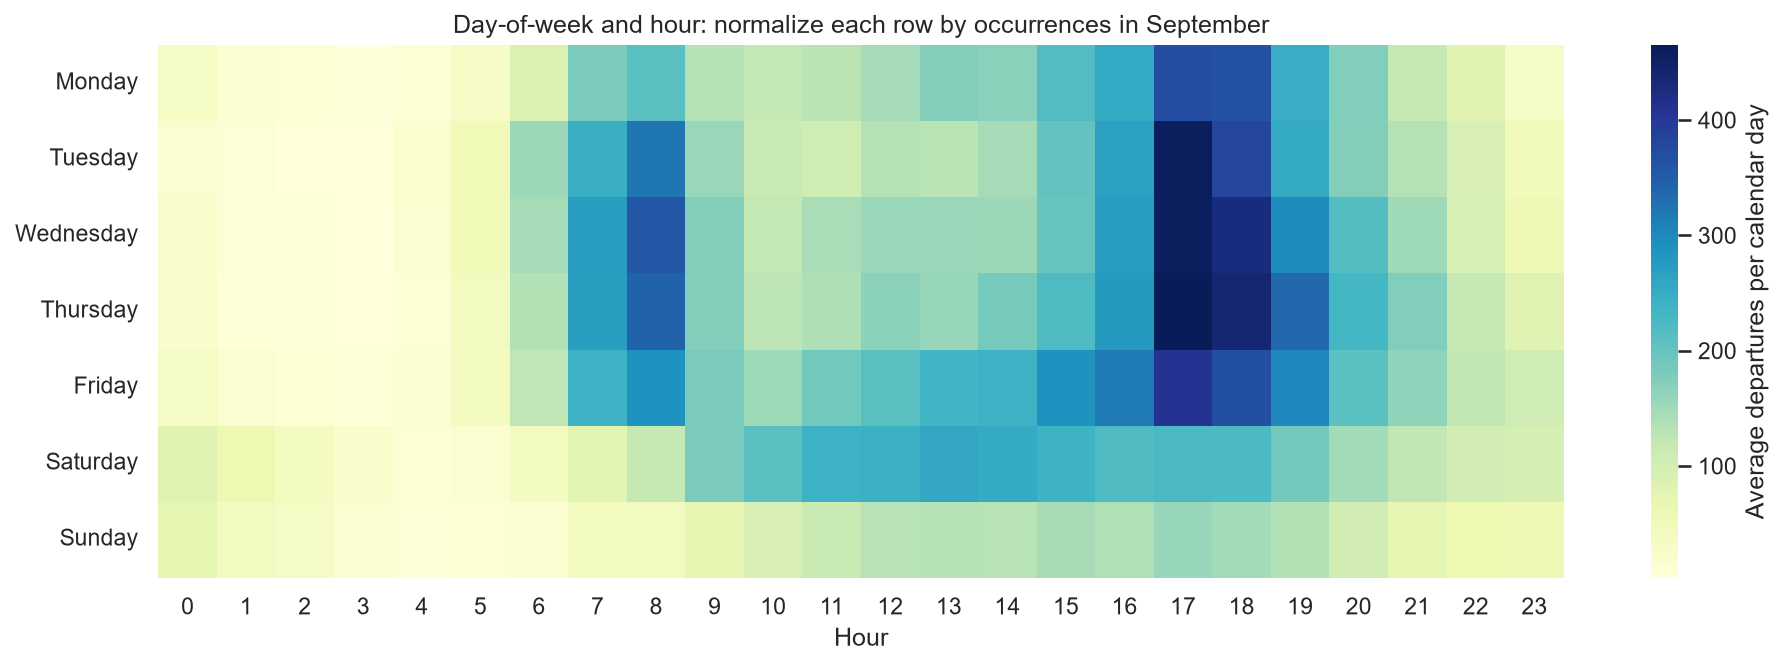 Day-of-week and hour: normalize each row by occurrences in September
Monday
Tuesday
Wednesday
Thursday
Friday
Saturday
Sunday
0 1 2 3 4 5 6 7 8 9 10 11 12 13 14 15 16 17 18 19 20 21 22 23
Hour
400
300
200
100
Average departures per calendar day